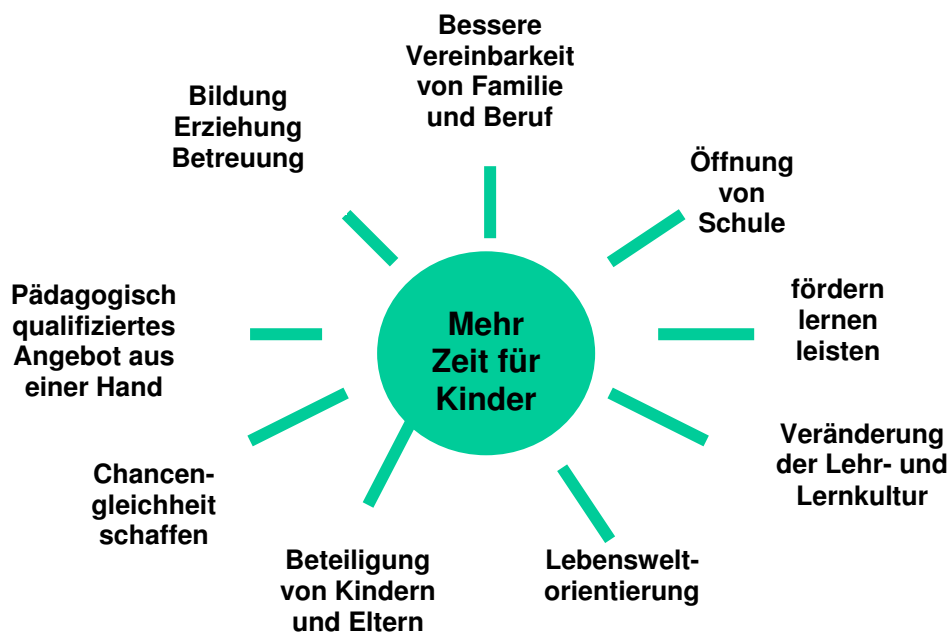 Bessere
Vereinbarkeit
von Familie
und Beruf
Bildung
Erziehung
Betreuung
Öffnung
von
Schule
Pädagogisch
qualifiziertes
Angebot aus
einer Hand
Mehr
Zeit für
Kinder
fördern
lernen
leisten
Chancen-
gleichheit
schaffen
Veränderung
der Lehr- und
Lernkultur
Beteiligung
von Kindern
und Eltern
Lebenswelt-
orientierung